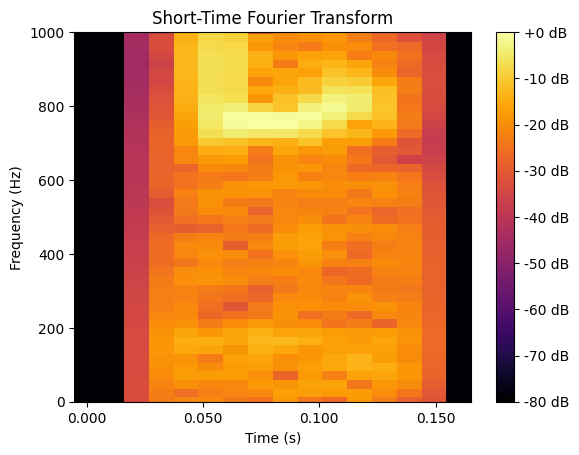 Short-Time Fourier Transform
1000
800
600
400
200
0
Frequency (Hz)
0.000
0.050
0.100
0.150
Time (s)
+0 dB
-10 dB
-20 dB
-30 dB
-40 dB
-50 dB
-60 dB
-70 dB
-80 dB